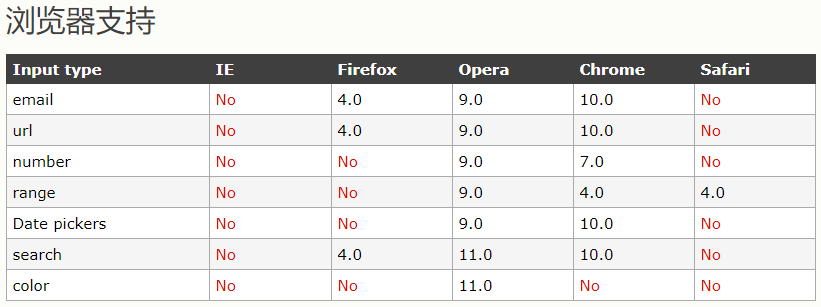 浏览器支持
Input type IE Firefox Opera Chrome Safari
email No 4.0 9.0 10.0 No
url No 4.0 9.0 10.0 No
number No No 9.0 7.0 No
range No No 9.0 4.0 4.0
Date pickers No No 9.0 10.0 No
search No 4.0 11.0 10.0 No
color No No 11.0 No No